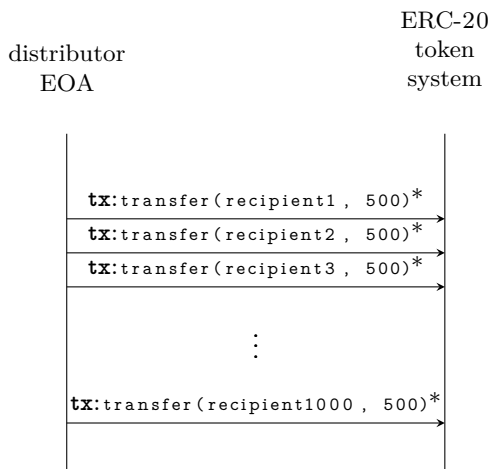 distributor
EOA
ERC-20
token
system
tx:transfer(recipient1, 500)*
tx:transfer(recipient2, 500)*
tx:transfer(recipient3, 500)*
⋮
tx:transfer(recipient1000, 500)*